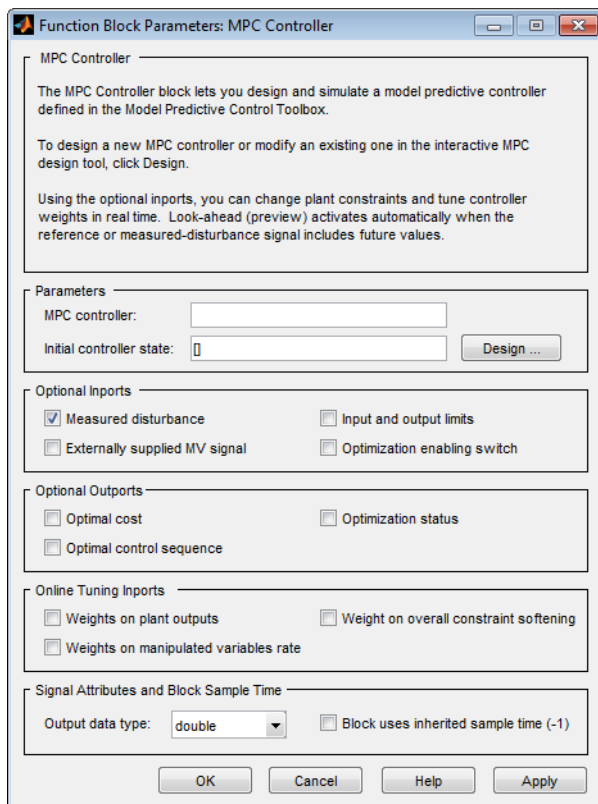 Function Block Parameters: MPC Controller
MPC Controller
The MPC Controller block lets you design and simulate a model predictive controller
defined in the Model Predictive Control Toolbox.
To design a new MPC controller or modify an existing one in the interactive MPC
design tool, click Design.
Using the optional inports, you can change plant constraints and tune controller
weights in real time. Look-ahead (preview) activates automatically when the
reference or measured-disturbance signal includes future values.
Parameters
MPC controller:
Initial controller state: [] Design ...
Optional Inports
Measured disturbance Input and output limits
Externally supplied MV signal Optimization enabling switch
Optional Outports
Optimal cost Optimization status
Optimal control sequence
Online Tuning Inports
Weights on plant outputs Weight on overall constraint softening
Weights on manipulated variables rate
Signal Attributes and Block Sample Time
Output data type: double Block uses inherited sample time (-1)
OK Cancel Help Apply